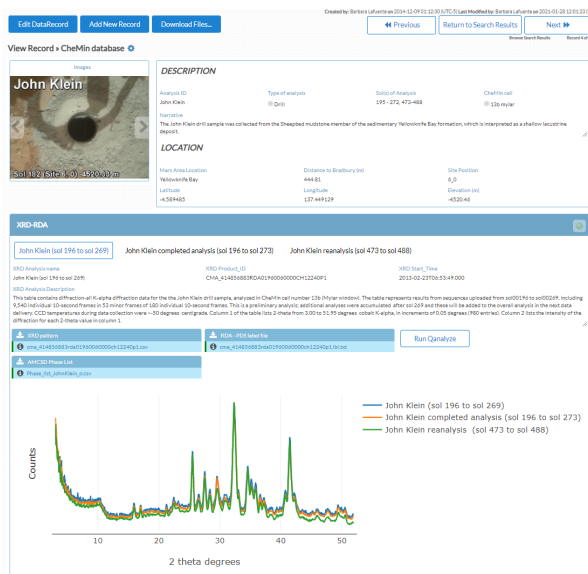 Created by: Barbara Lafuente on 2014-12-09 01:12:30 (UTC-5) Last Modified by: Barbara Lafuente on 2021-01-28 12:01:23 (
Edit DataRecord
Add New Record
Download Files...
Previous
Return to Search Results
Next
Browse Search Results Record 4 of
View Record » CheMin database
Images
John Klein
Sol 182 (Site 6, 0) -4520.33 m
DESCRIPTION
Analysis ID Type of analysis Sol(s) of Analysis CheMin cell
John Klein Drill 195 - 272, 473-488 13b mylar
Narrative
The John Klein drill sample was collected from the Sheepbed mudstone member of the sedimentary Yellowknife Bay formation, which is interpreted as a shallow lacustrine
deposit.
LOCATION
Mars Area Location Distance to Bradbury (m) Site Position
Yellowknife Bay 444.81 6_0
Latitude Longitude Elevation (m)
-4.589485 137.449129 -4520.46
XRD-RDA
John Klein (sol 196 to sol 269) John Klein completed analysis (sol 196 to sol 273) John Klein reanalysis (sol 473 to sol 488)
XRD Analysis name XRD Product_ID XRD Start_Time
John Klein (sol 196 to sol 269) CMA_414856883RDA01960060000CH12240P1 2013-02-23T06:53:49.000
XRD Analysis Description
This table contains diffraction-all K-alpha diffraction data for the the John Klein drill sample, analyzed in CheMin cell number 13b (Mylar window). The table represents results from sequences uploaded from sol00196 to sol00269, including
9,540 individual 10-second frames in 53 minor frames of 180 individual 10-second frames. This is a preliminary analysis; additional analyses were accumulated after sol 269 and these will be added to the overall analysis in the next data
delivery. CCD temperatures during data collection were ~-50 degrees centigrade. Column 1 of the table lists 2-theta from 3.00 to 51.95 degrees cobalt K-alpha, in increments of 0.05 degrees (980 entries). Column 2 lists the intensity of the
diffraction for each 2-theta value in column 1.
XRD pattern
RDA - PDS label file
cma_414856883rda01960060000ch12240p1.csv
cma_414856883rda01960060000ch12240p1.lbl.txt
Run Qanalyze
AMCSD Phase List
Phase_list_JohnKlein_o.csv
John Klein (sol 196 to sol 269)
John Klein completed analysis (sol 196 to sol 273)
John Klein reanalysis (sol 473 to sol 488)
Counts
10 20 30 40 50
2 theta degrees